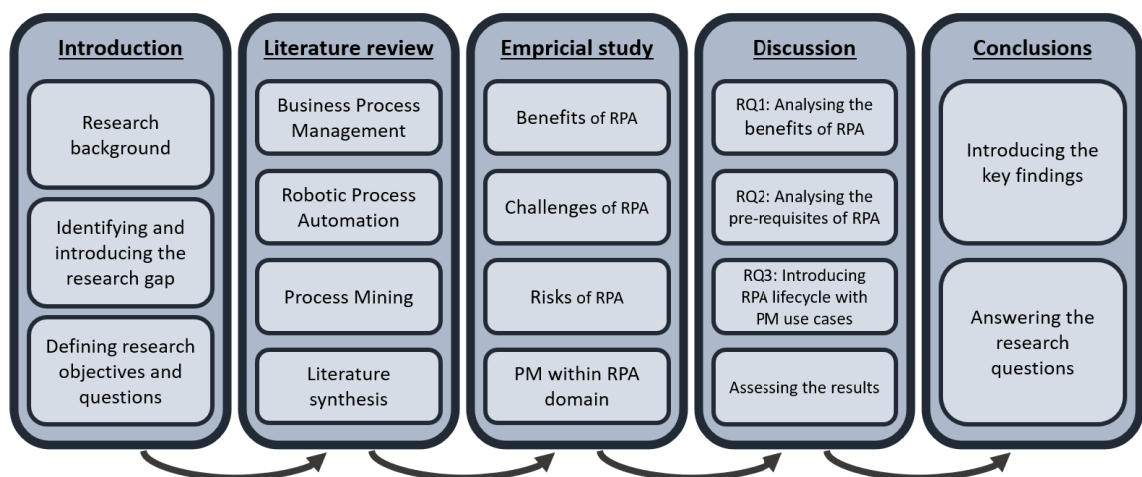 Introduction
Research
background
Identifying and
introducing the
research gap
Defining research
objectives and
questions
Literature review
Business Process
Management
Robotic Process
Automation
Process Mining
Literature
synthesis
Empricial study
Benefits of RPA
Challenges of RPA
Risks of RPA
PM within RPA
domain
Discussion
RQ1: Analysing the
benefits of RPA
RQ2: Analysing the
pre-requisites of RPA
RQ3: Introducing
RPA lifecycle with
PM use cases
Assessing the results
Conclusions
Introducing the
key findings
Answering the
research
questions